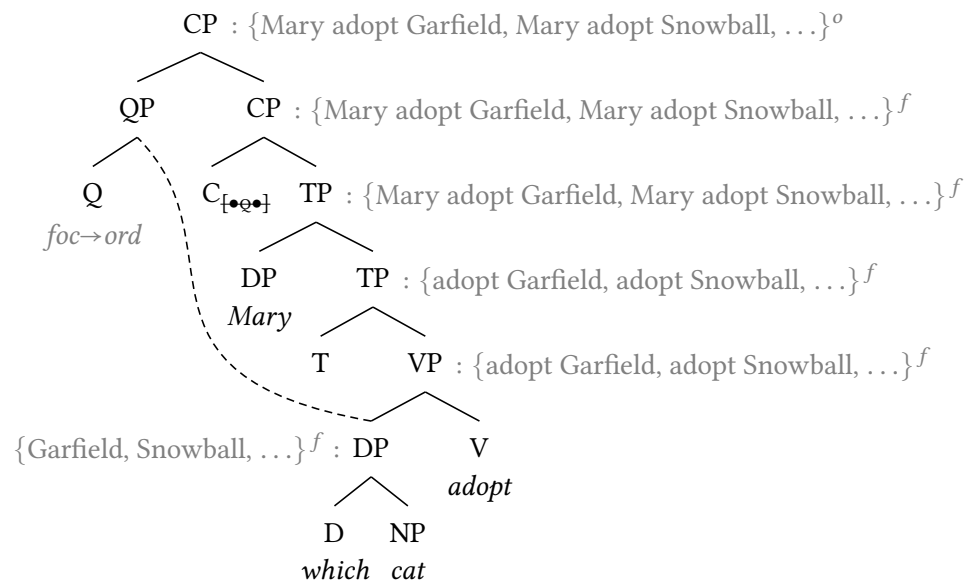 CP : {Mary adopt Garfield, Mary adopt Snowball, . . .}ᵒ
QP CP : {Mary adopt Garfield, Mary adopt Snowball, . . .}ᶠ
Q C[●Q●] TP : {Mary adopt Garfield, Mary adopt Snowball, . . .}ᶠ
foc→ord
DP TP : {adopt Garfield, adopt Snowball, . . .}ᶠ
Mary
T VP : {adopt Garfield, adopt Snowball, . . .}ᶠ
{Garfield, Snowball, . . .}ᶠ : DP V
adopt
D NP
which cat